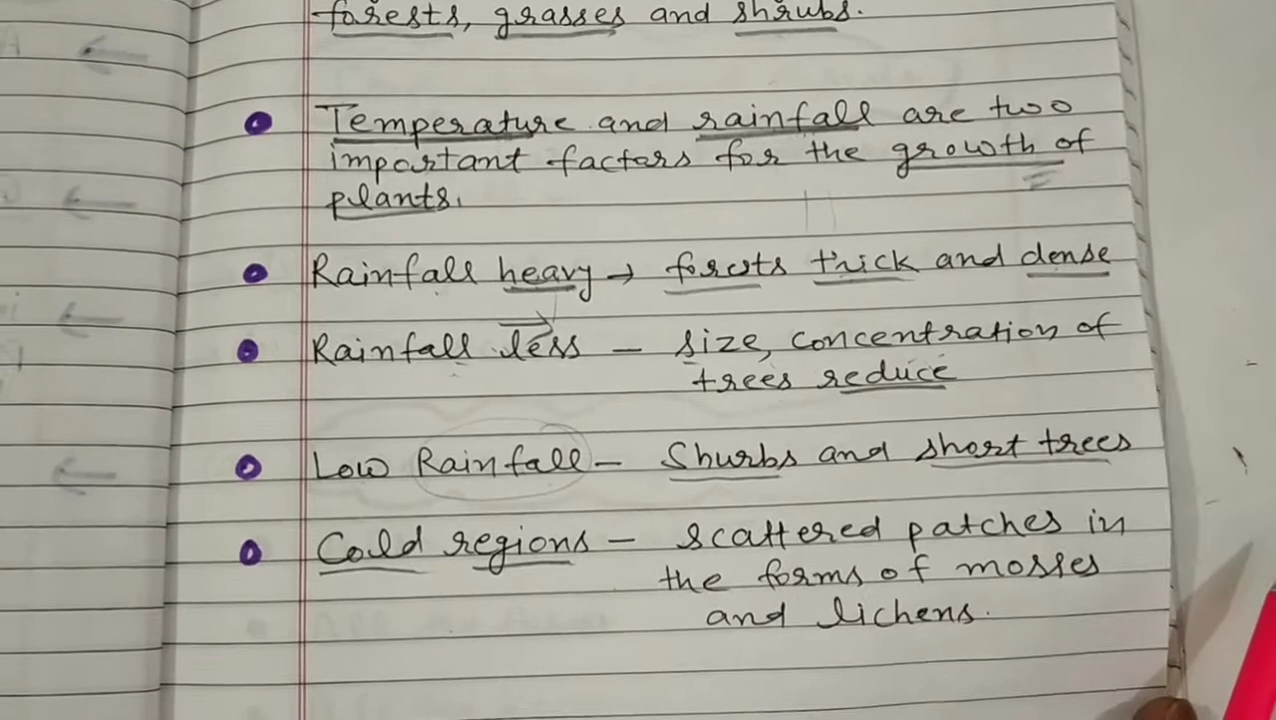 forests, grasses and shrubs.
Temperature and rainfall are two
important factors for the growth of
plants.
Rainfall heavy → forests thick and dense
Rainfall less – size, concentration of
trees reduce
Low Rainfall – Shurbs and short trees
Cold regions – scattered patches in
the forms of mosses
and lichens.